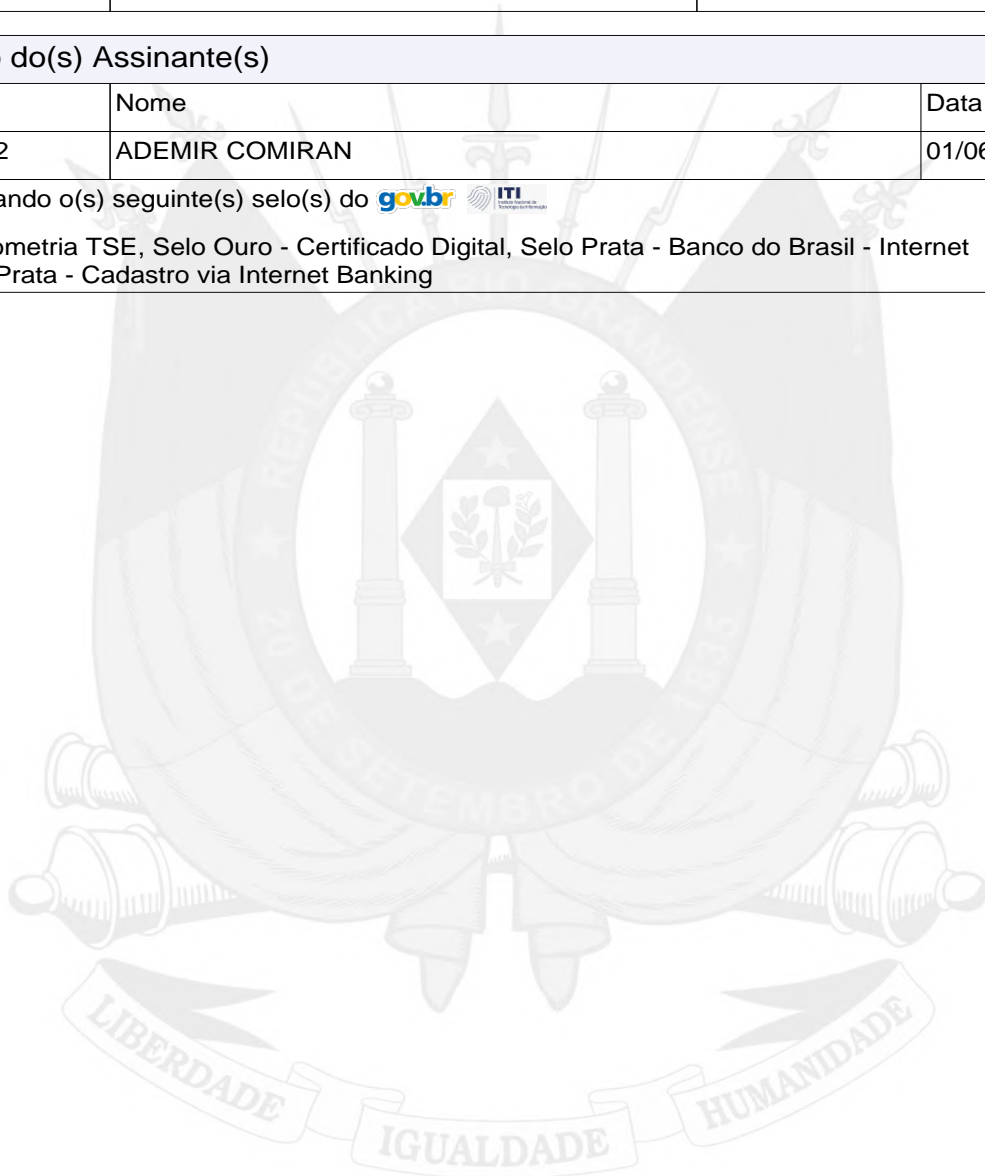 do(s) Assinante(s)
Nome Data
2 ADEMIR COMIRAN 01/06
ando o(s) seguinte(s) selo(s) do gov.br ITI
ometria TSE, Selo Ouro - Certificado Digital, Selo Prata - Banco do Brasil - Internet
Prata - Cadastro via Internet Banking
REPUBLICA RIO GRANDENSE
20 DE SETEMBRO DE 1835
LIBERDADE IGUALDADE HUMANIDADE